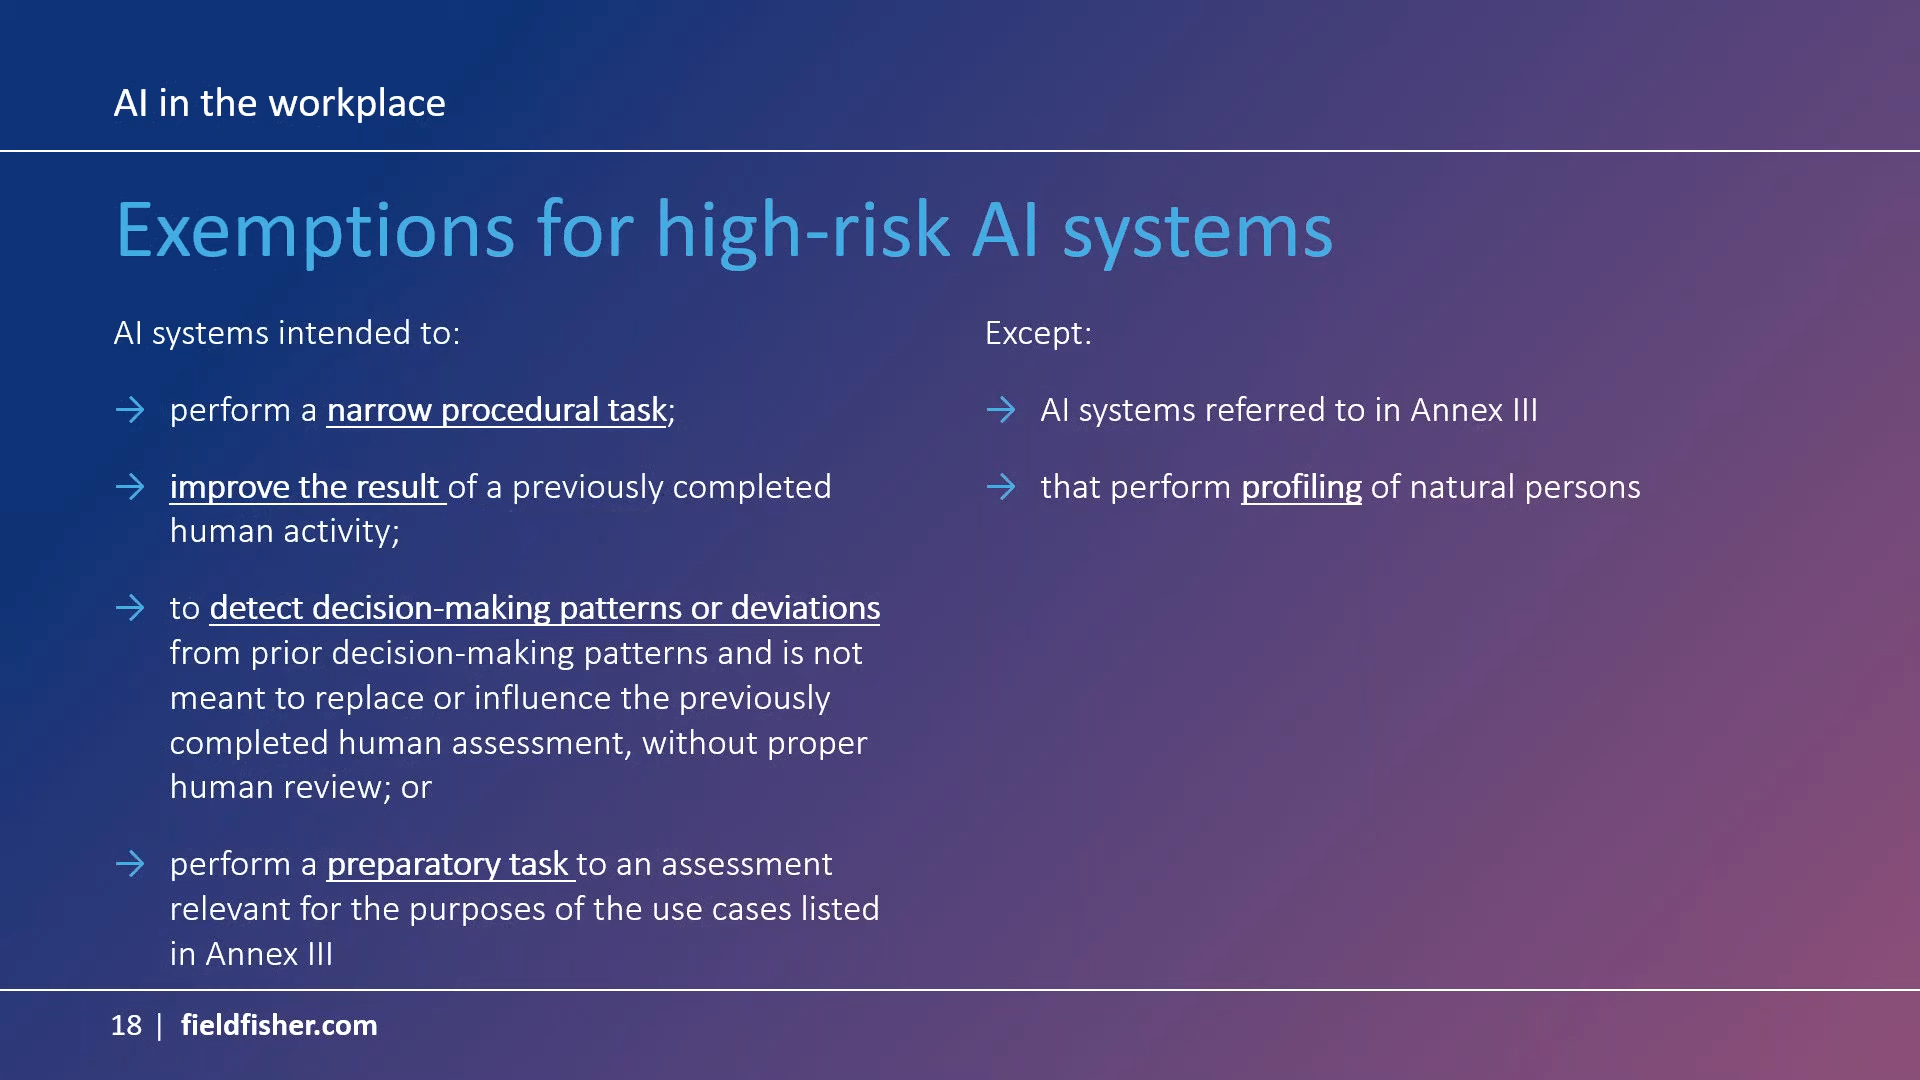 AI in the workplace
Exemptions for high-risk AI systems
AI systems intended to:
→ perform a narrow procedural task;
→ improve the result of a previously completed
human activity;
→ to detect decision-making patterns or deviations
from prior decision-making patterns and is not
meant to replace or influence the previously
completed human assessment, without proper
human review; or
→ perform a preparatory task to an assessment
relevant for the purposes of the use cases listed
in Annex III
Except:
→ AI systems referred to in Annex III
→ that perform profiling of natural persons
18 | fieldfisher.com